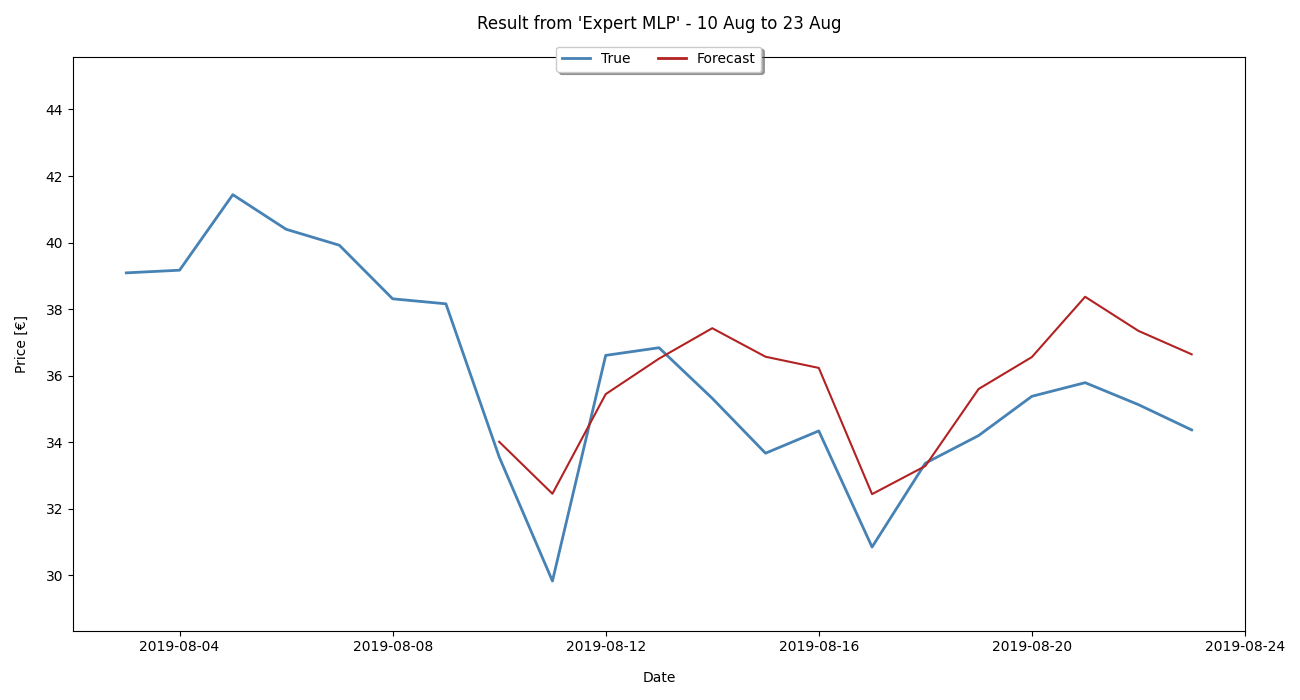 Result from 'Expert MLP' - 10 Aug to 23 Aug
True Forecast
44
42
40
38
36
34
32
30
Price [€]
2019-08-04 2019-08-08 2019-08-12 2019-08-16 2019-08-20 2019-08-24
Date